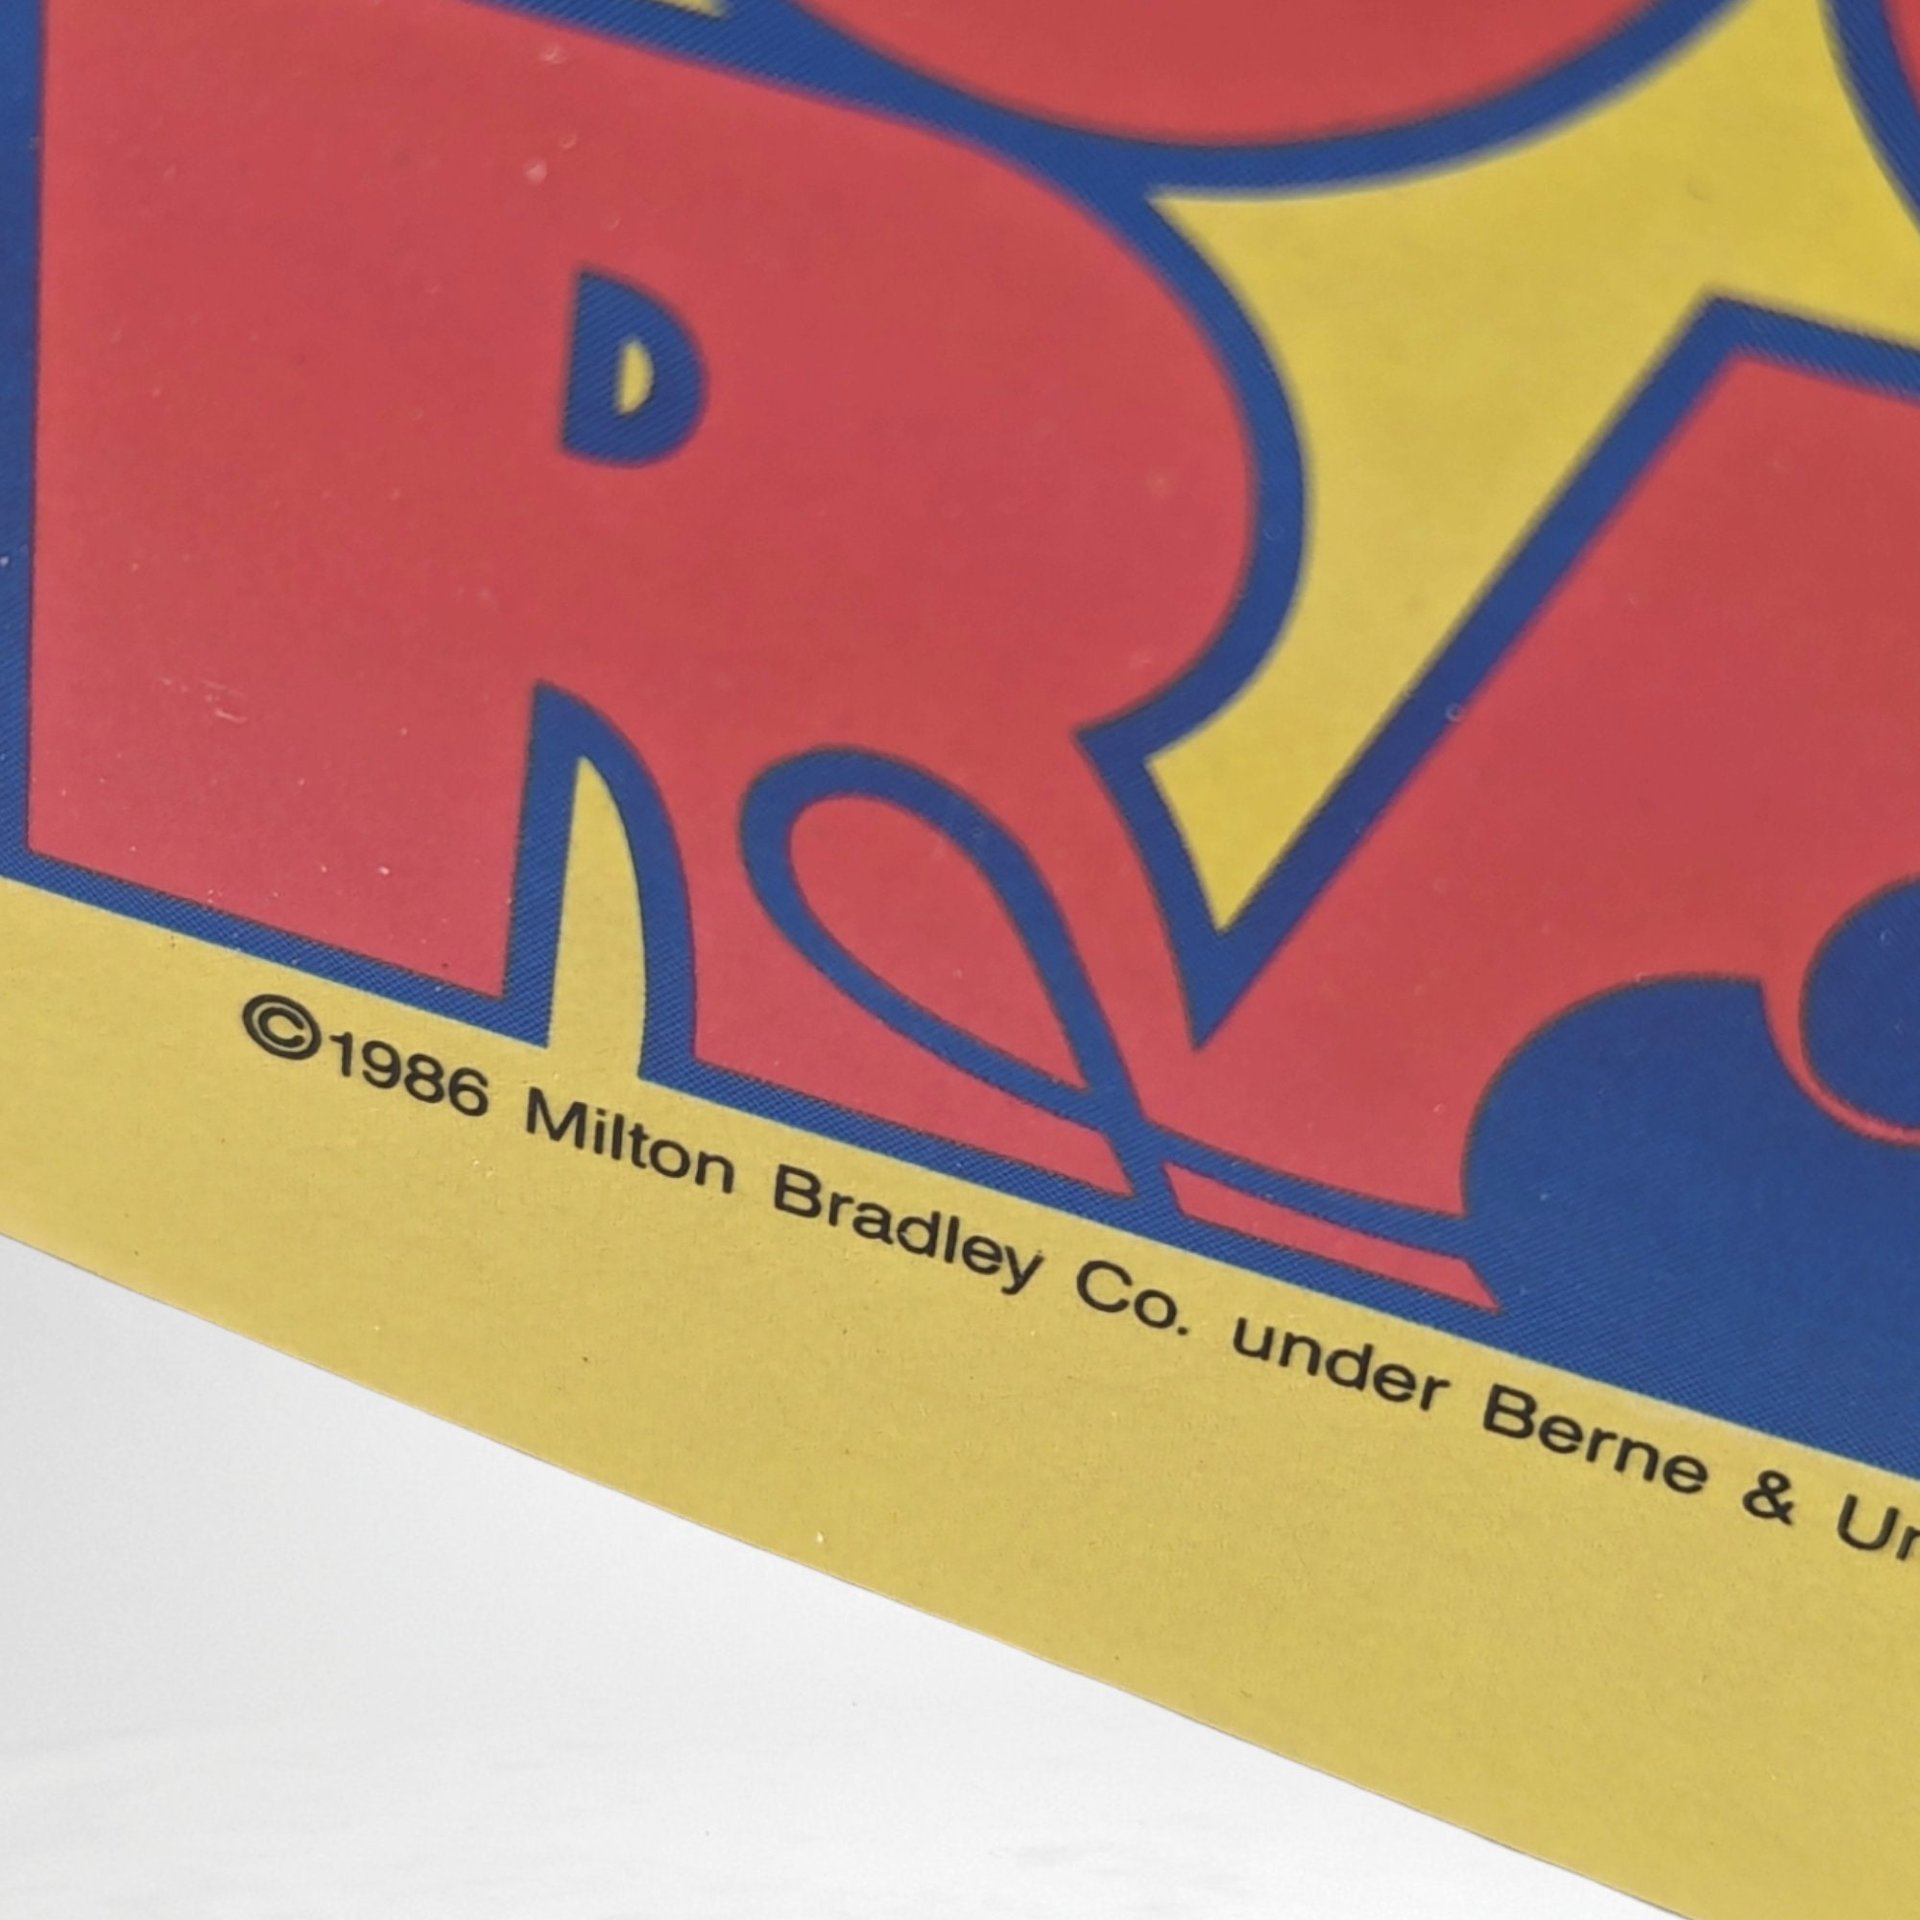 R
©1986 Milton Bradley Co. under Berne &